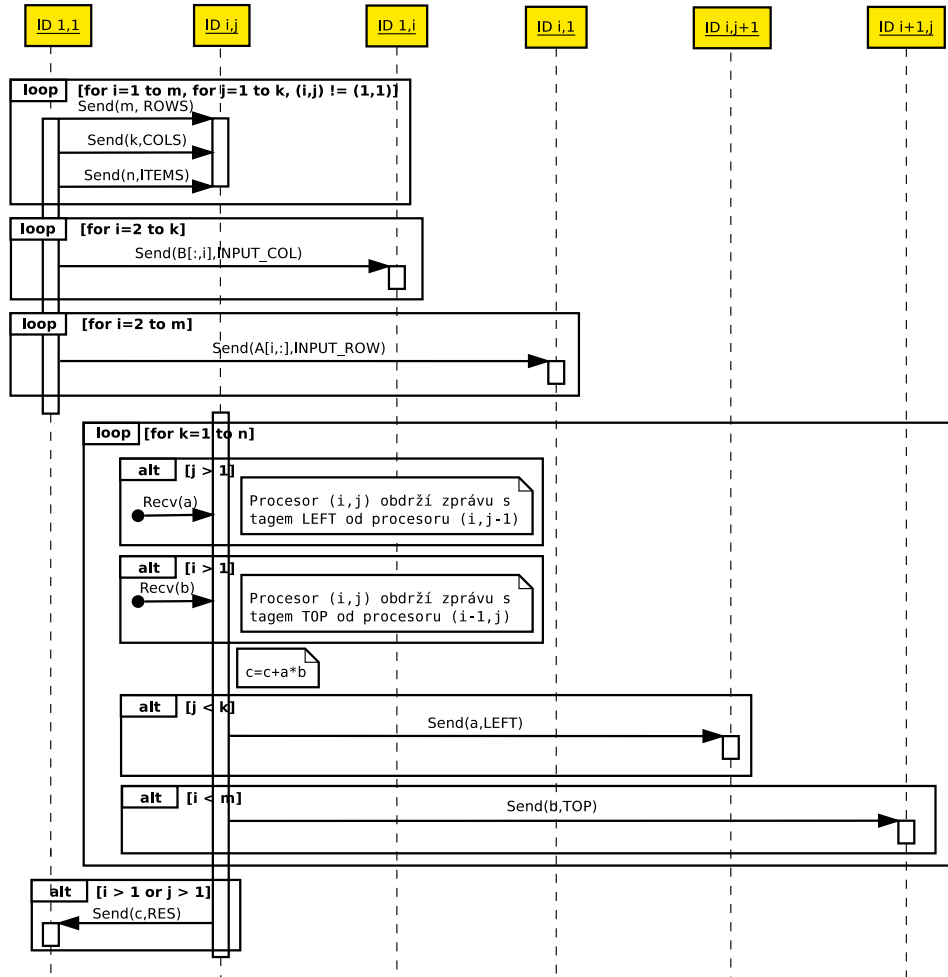 ID 1,1 ID i,j ID 1,i ID i,1 ID i,j+1 ID i+1,j
loop [for i=1 to m, for j=1 to k, (i,j) != (1,1)]
Send(m, ROWS)
Send(k,COLS)
Send(n,ITEMS)
loop [for i=2 to k]
Send(B[:,i],INPUT_COL)
loop [for i=2 to m]
Send(A[i,:],INPUT_ROW)
loop [for k=1 to n]
alt [j > 1]
Recv(a)
Procesor (i,j) obdrží zprávu s
tagem LEFT od procesoru (i,j-1)
alt [i > 1]
Recv(b)
Procesor (i,j) obdrží zprávu s
tagem TOP od procesoru (i-1,j)
c=c+a*b
alt [j < k]
Send(a,LEFT)
alt [i < m]
Send(b,TOP)
alt [i > 1 or j > 1]
Send(c,RES)